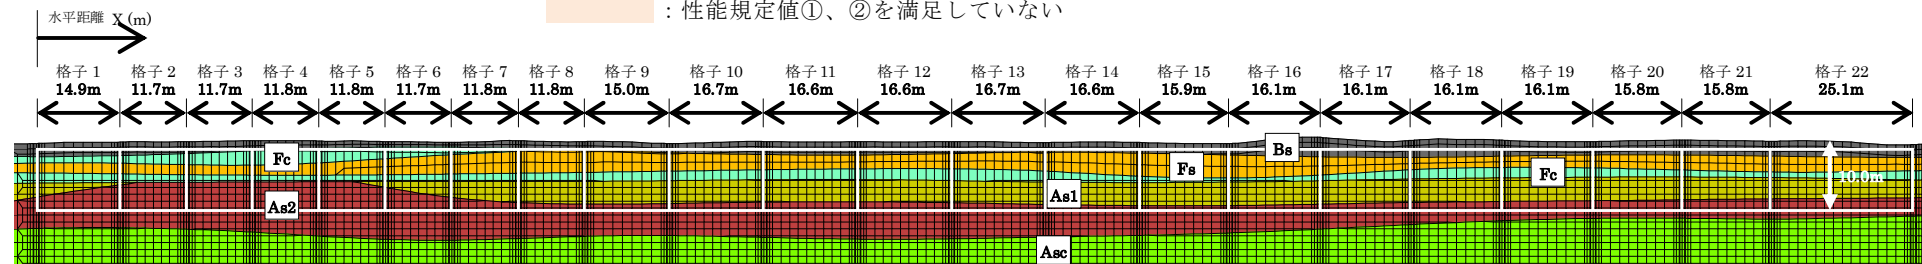 ：性能規定値①、②を満足していない
水平距離 X (m)
格子 1 格子 2 格子 3 格子 4 格子 5 格子 6 格子 7 格子 8 格子 9 格子 10 格子 11 格子 12 格子 13 格子 14 格子 15 格子 16 格子 17 格子 18 格子 19 格子 20 格子 21 格子 22
14.9m 11.7m 11.7m 11.8m 11.8m 11.7m 11.8m 11.8m 15.0m 16.7m 16.6m 16.6m 16.7m 16.6m 15.9m 16.1m 16.1m 16.1m 16.1m 15.8m 15.8m 25.1m
Bs
Fc
Fs
Fc
10.0m
As1
As2
Asc